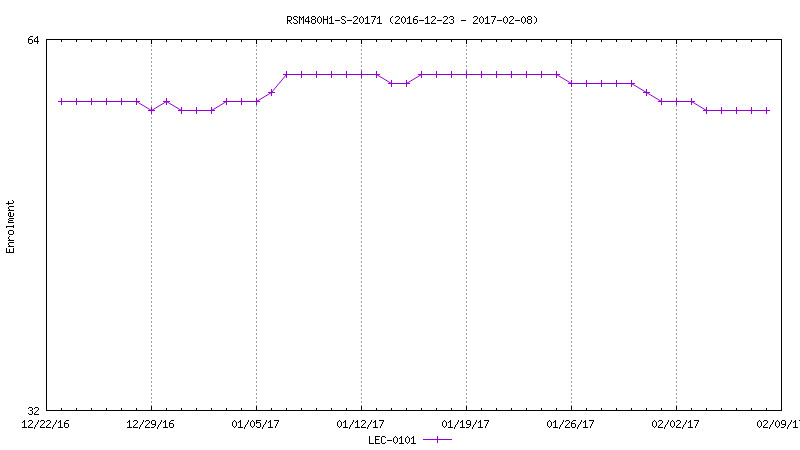 RSM480H1-S-20171 (2016-12-23 - 2017-02-08)
64
Enrolment
32
12/22/16 12/29/16 01/05/17 01/12/17 01/19/17 01/26/17 02/02/17 02/09/1
LEC-0101